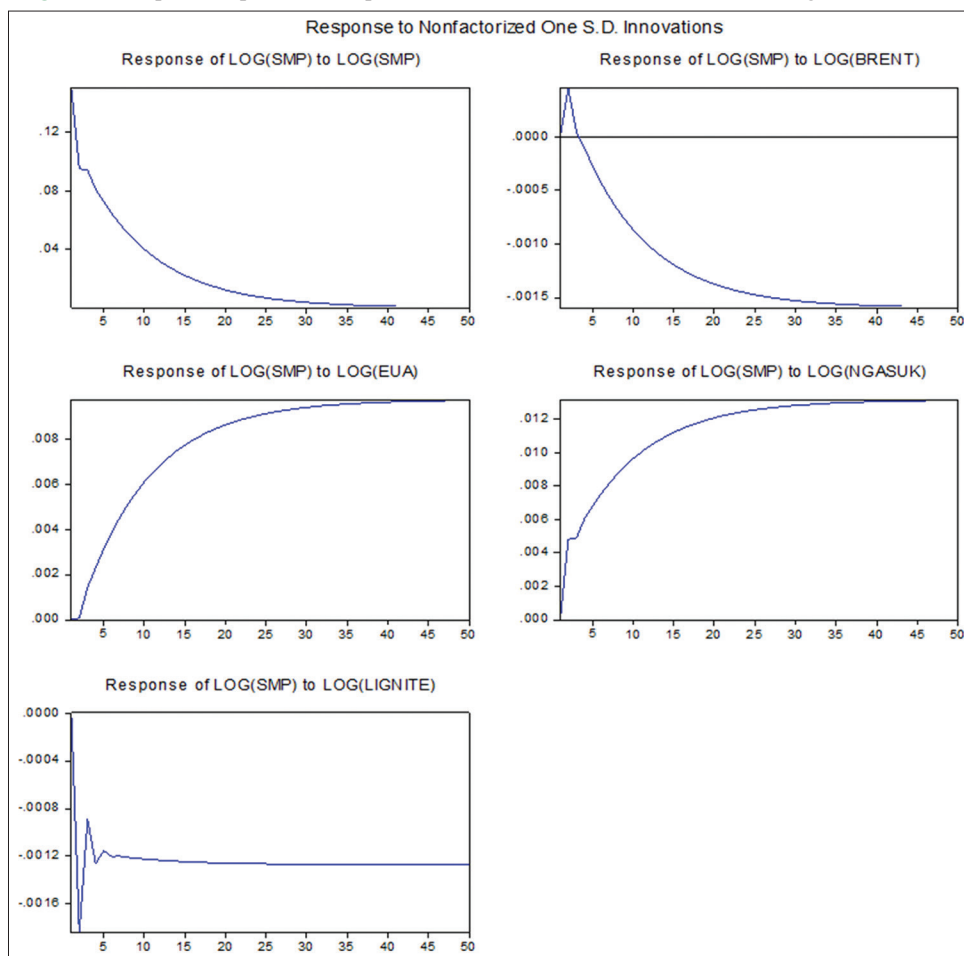 Response to Nonfactorized One S.D. Innovations
Response of LOG(SMP) to LOG(SMP)
Response of LOG(SMP) to LOG(BRENT)
.12
.08
.04
5 10 15 20 25 30 35 40 45 50
.0000
-.0005
-.0010
-.0015
5 10 15 20 25 30 35 40 45 50
Response of LOG(SMP) to LOG(EUA)
Response of LOG(SMP) to LOG(NGASUK)
.008
.006
.004
.002
.000
5 10 15 20 25 30 35 40 45 50
.012
.010
.008
.006
.004
.002
.000
5 10 15 20 25 30 35 40 45 50
Response of LOG(SMP) to LOG(LIGNITE)
.0000
-.0004
-.0008
-.0012
-.0016
5 10 15 20 25 30 35 40 45 50